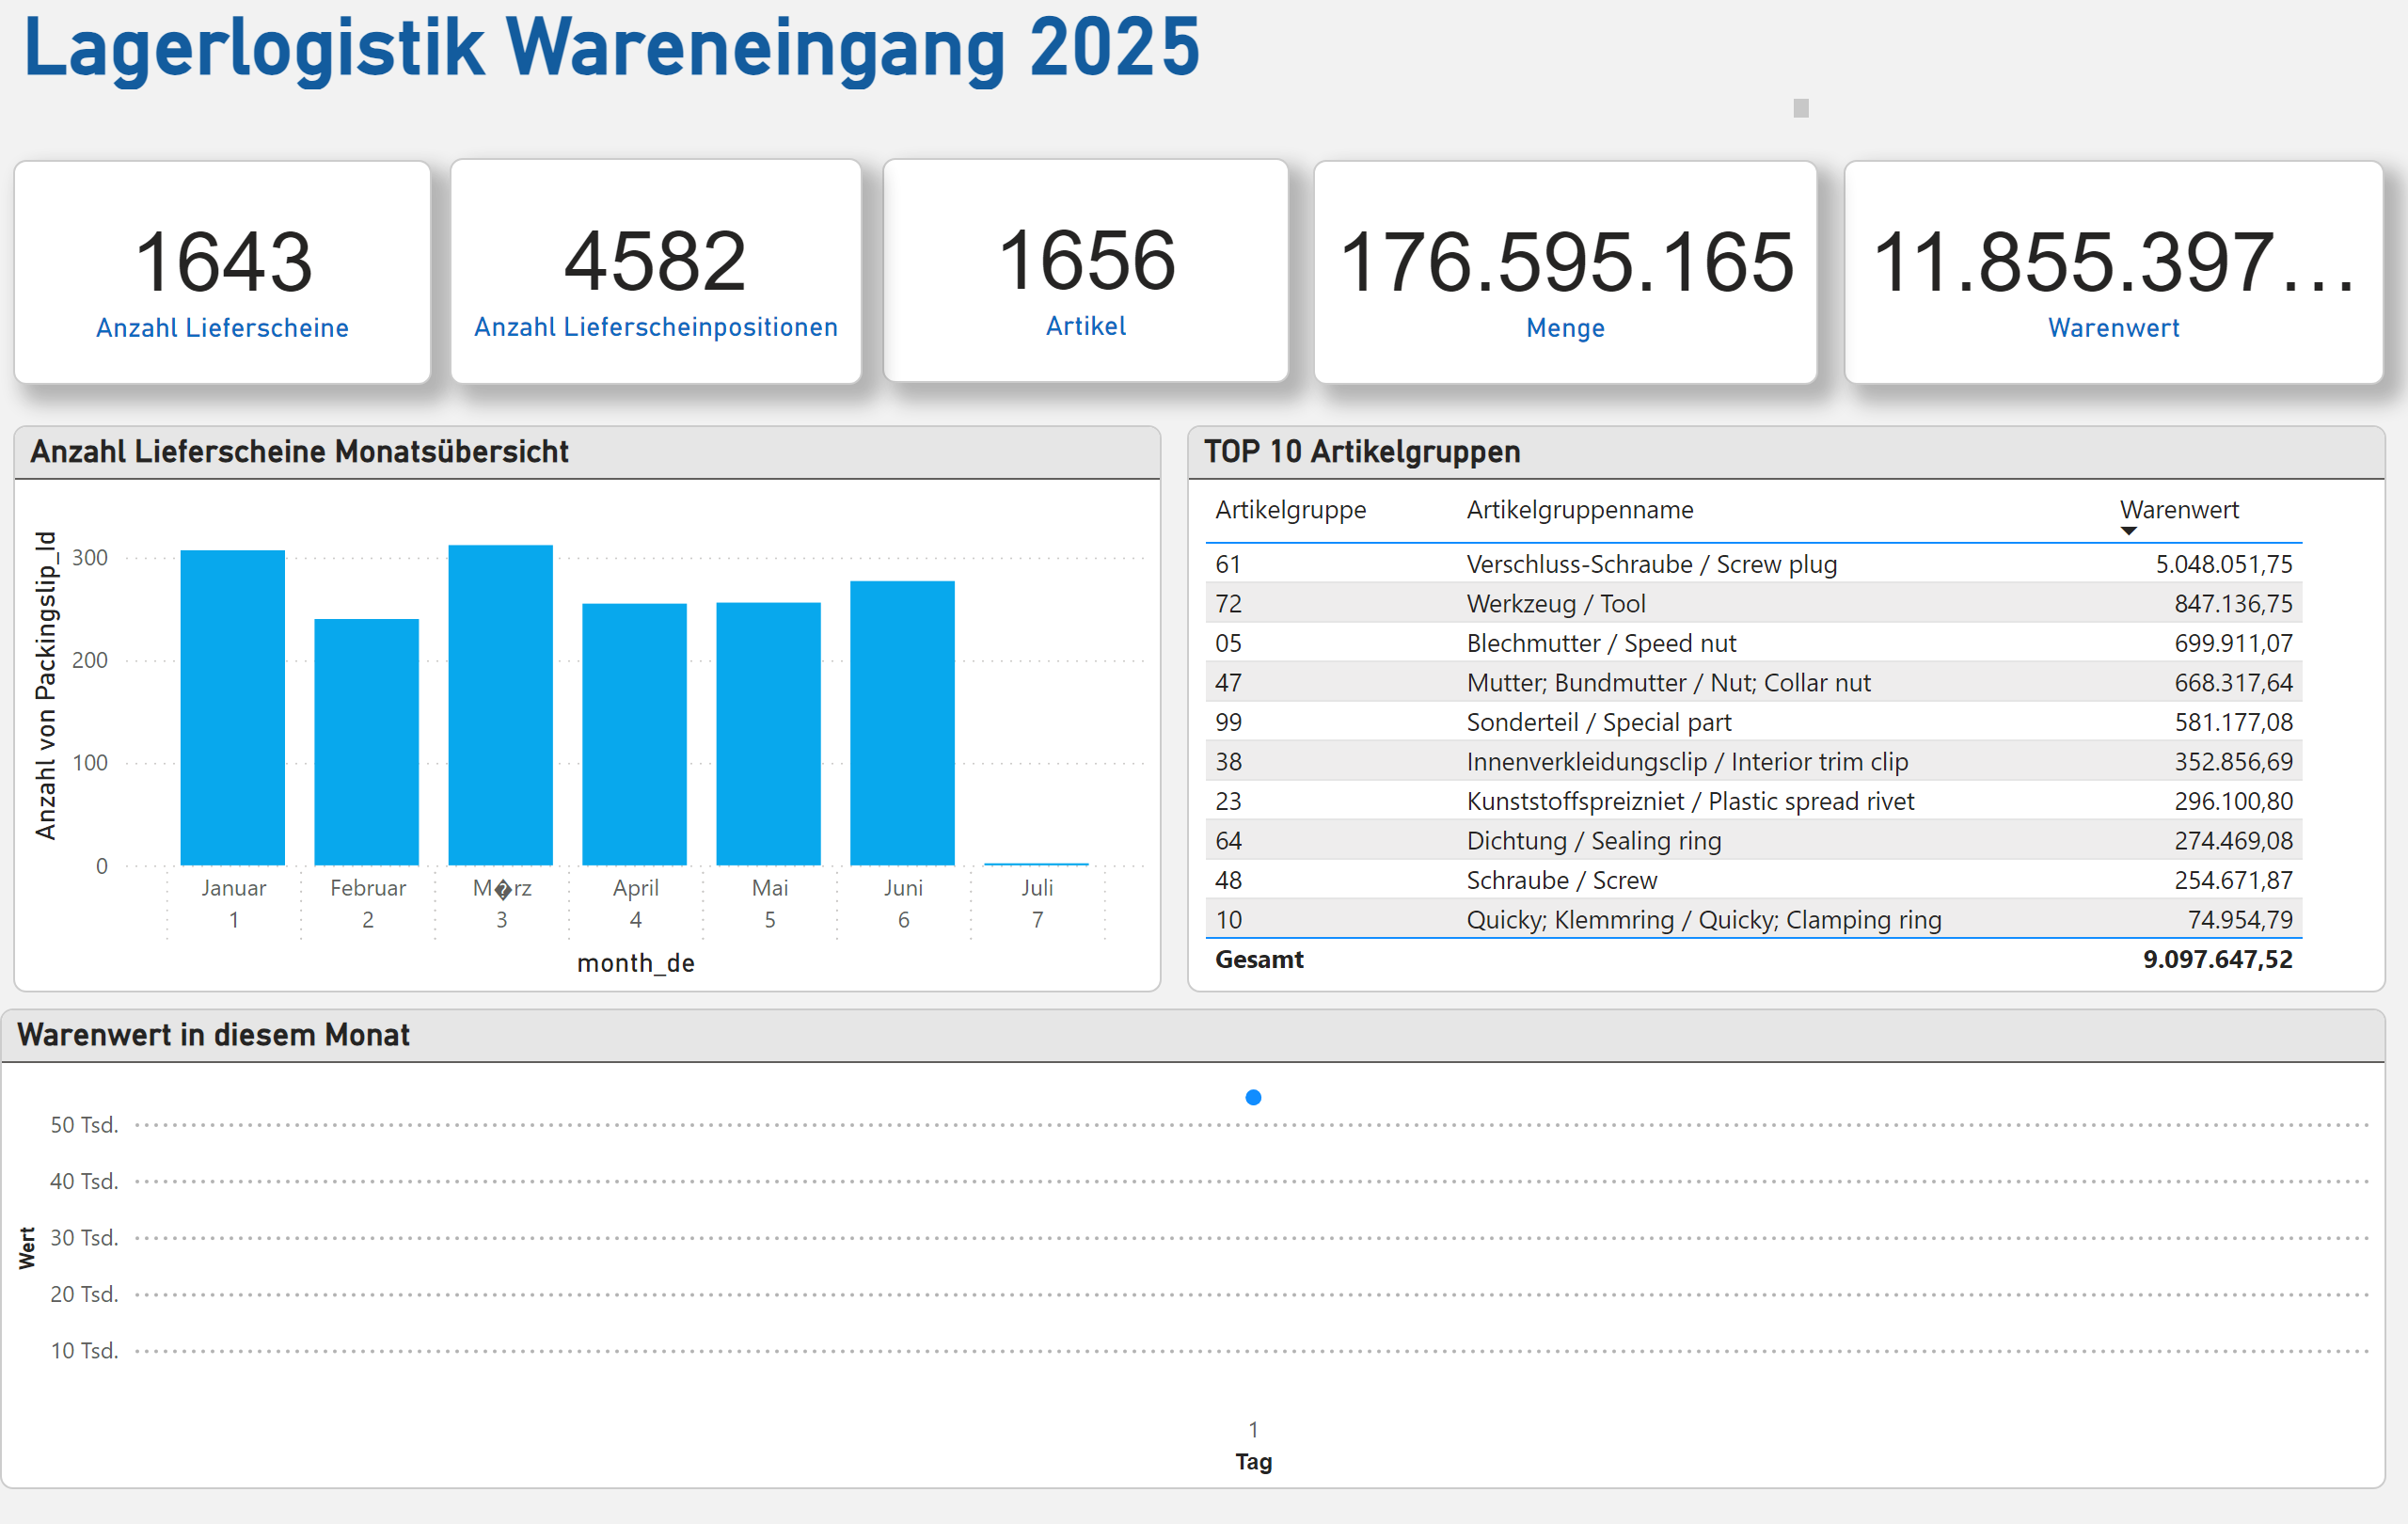 Lagerlogistik Wareneingang 2025
1643
Anzahl Lieferscheine
4582
Anzahl Lieferscheinpositionen
1656
Artikel
176.595.165
Menge
11.855.397...
Warenwert
Anzahl Lieferscheine Monatsübersicht
Anzahl von Packingslip_Id
300
200
100
0
Januar Februar M�rz April Mai Juni Juli
1 2 3 4 5 6 7
month_de
TOP 10 Artikelgruppen
Artikelgruppe Artikelgruppenname Warenwert
61 Verschluss-Schraube / Screw plug 5.048.051,75
72 Werkzeug / Tool 847.136,75
05 Blechmutter / Speed nut 699.911,07
47 Mutter; Bundmutter / Nut; Collar nut 668.317,64
99 Sonderteil / Special part 581.177,08
38 Innenverkleidungsclip / Interior trim clip 352.856,69
23 Kunststoffspreizniet / Plastic spread rivet 296.100,80
64 Dichtung / Sealing ring 274.469,08
48 Schraube / Screw 254.671,87
10 Quicky; Klemmring / Quicky; Clamping ring 74.954,79
Gesamt 9.097.647,52
Warenwert in diesem Monat
Wert
50 Tsd.
40 Tsd.
30 Tsd.
20 Tsd.
10 Tsd.
1
Tag